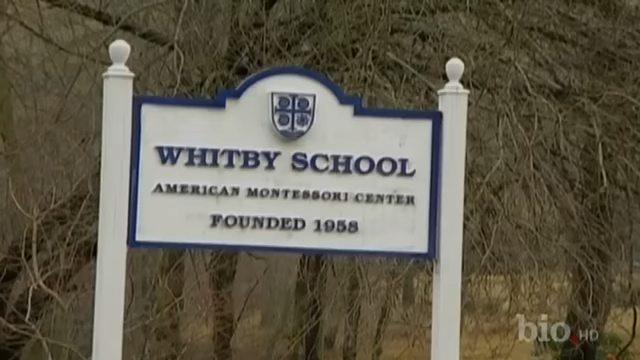 WHITBY SCHOOL
AMERICAN MONTESSORI CENTER
FOUNDED 1958
bio.HD